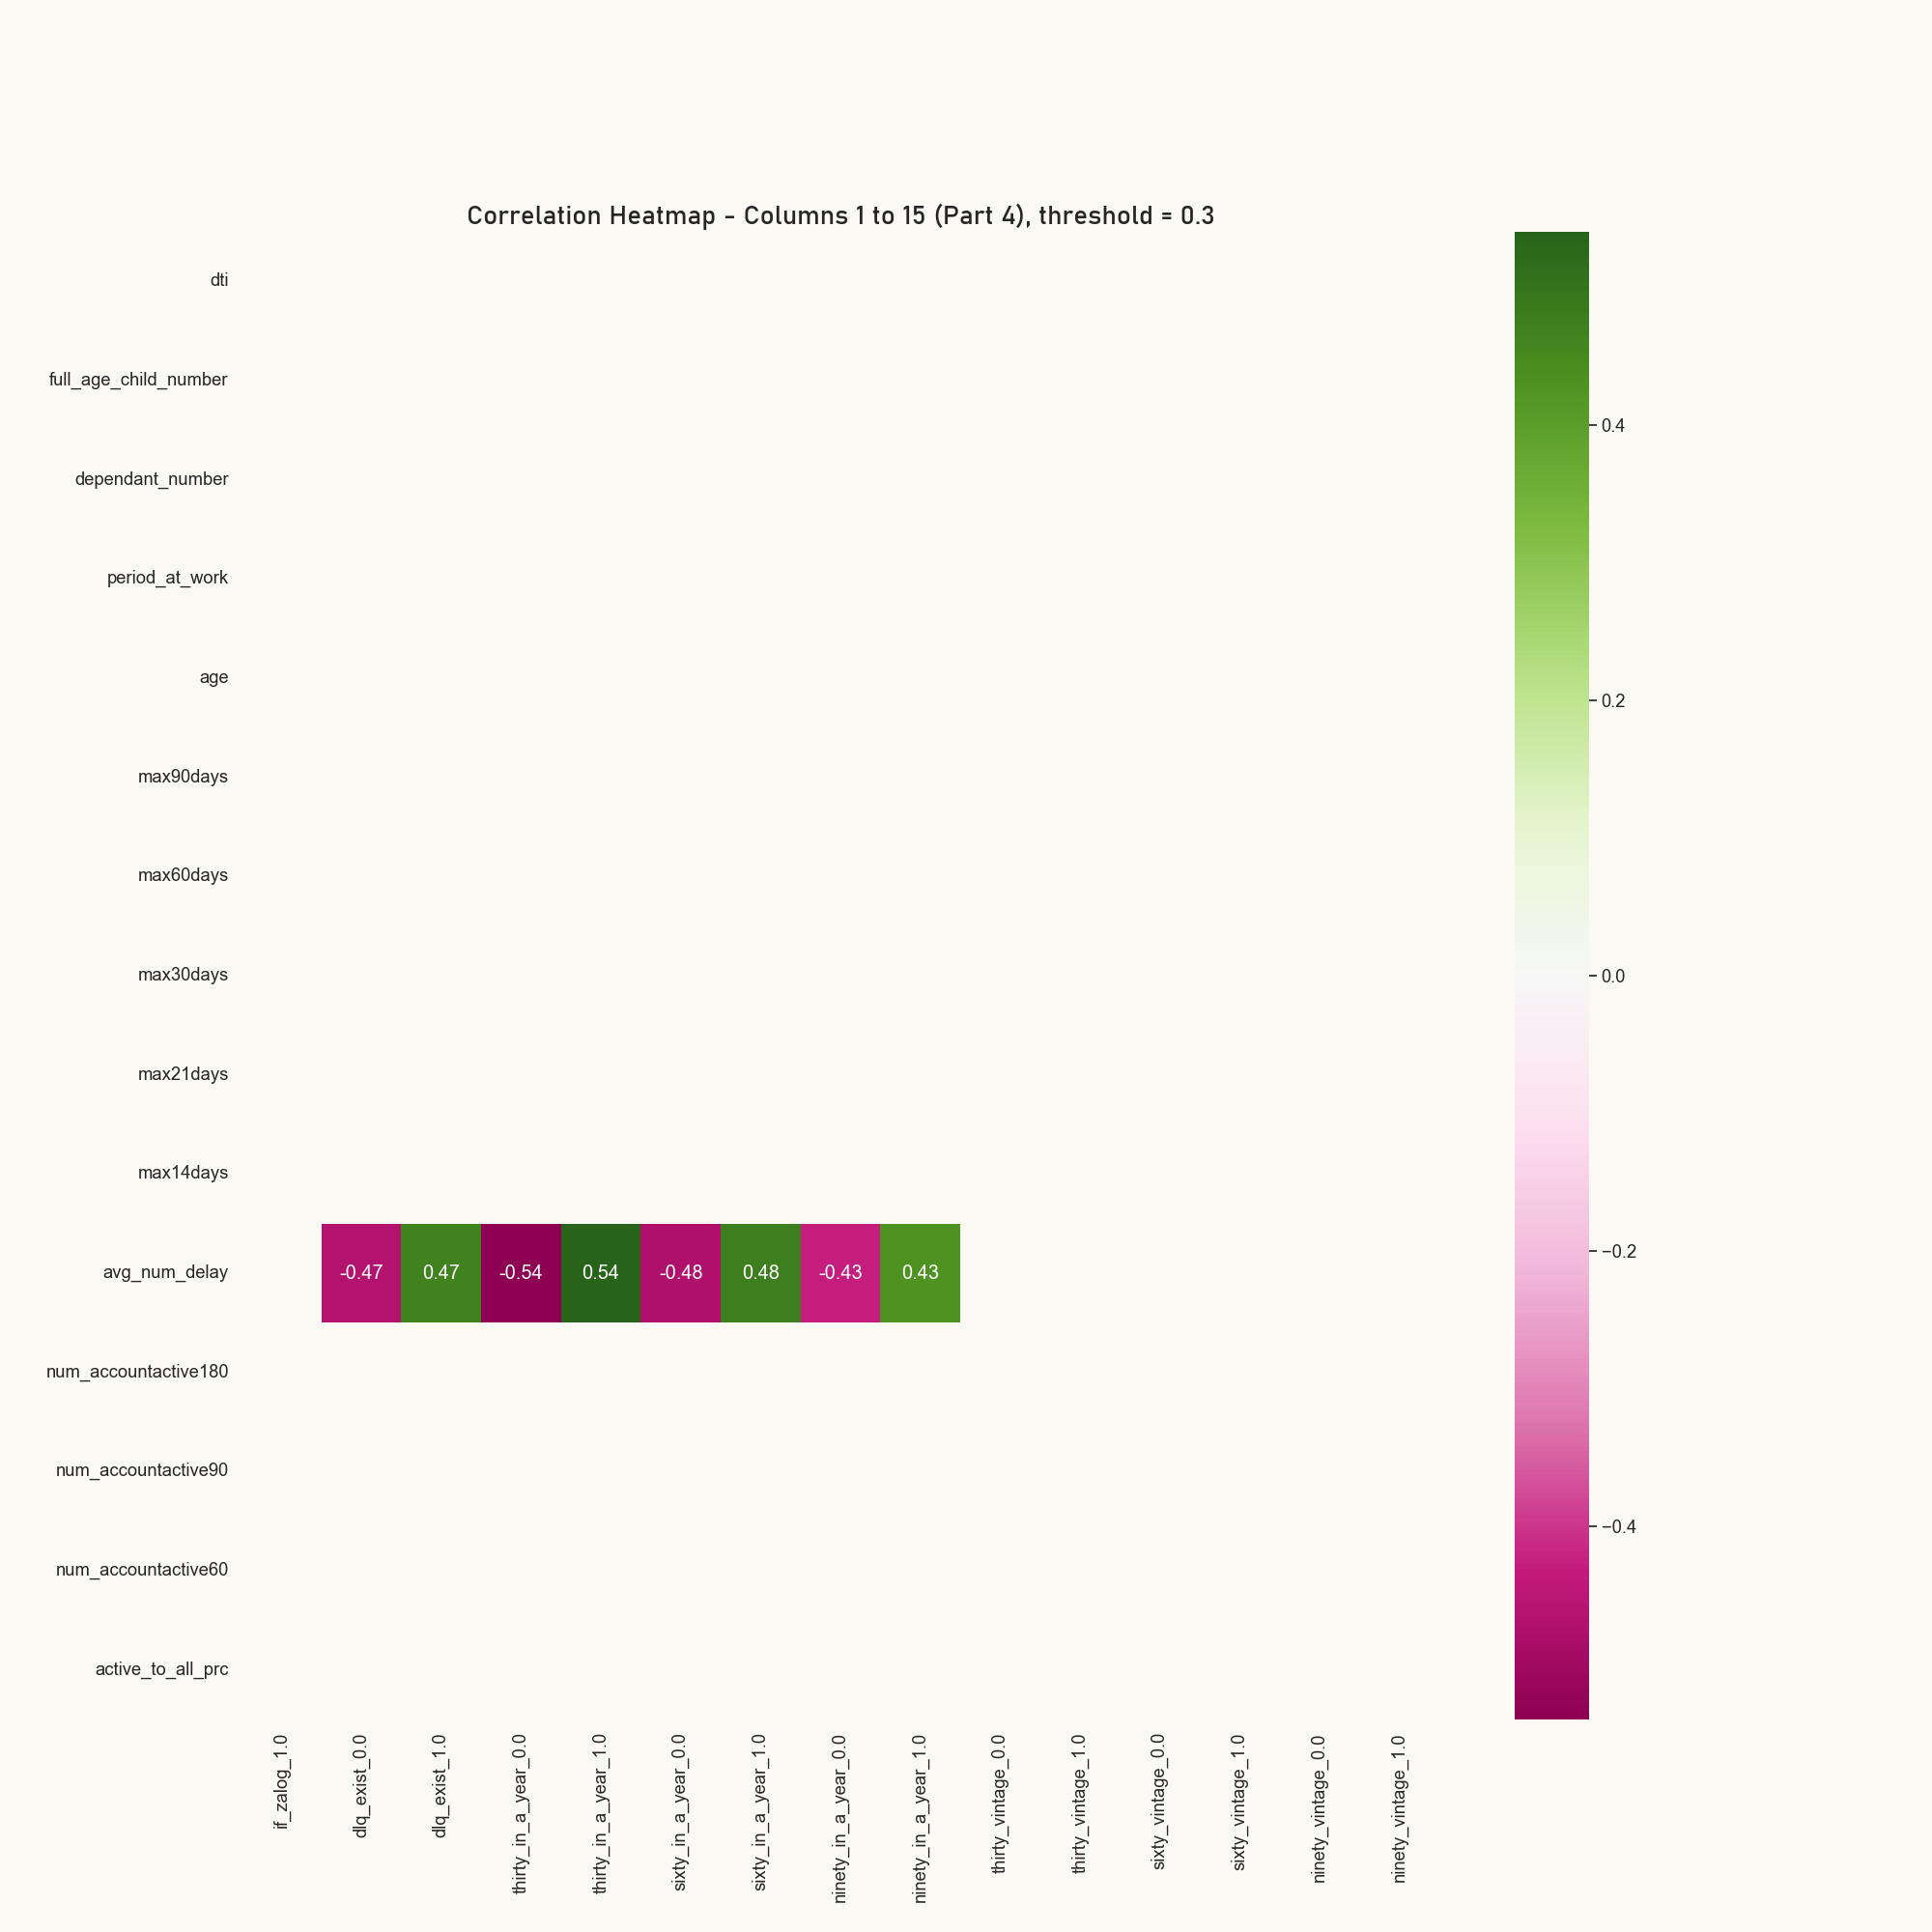 Correlation Heatmap - Columns 1 to 15 (Part 4), threshold = 0.3
dti
full_age_child_number
dependant_number
period_at_work
age
max90days
max60days
max30days
max21days
max14days
avg_num_delay
-0.47 0.47 -0.54 0.54 -0.48 0.48 -0.43 0.43
num_accountactive180
num_accountactive90
num_accountactive60
active_to_all_prc
if_zalog_1.0
dlq_exist_0.0
dlq_exist_1.0
thirty_in_a_year_0.0
thirty_in_a_year_1.0
sixty_in_a_year_0.0
sixty_in_a_year_1.0
ninety_in_a_year_0.0
ninety_in_a_year_1.0
thirty_vintage_0.0
thirty_vintage_1.0
sixty_vintage_0.0
sixty_vintage_1.0
ninety_vintage_0.0
ninety_vintage_1.0
0.4
0.2
0.0
−0.2
−0.4